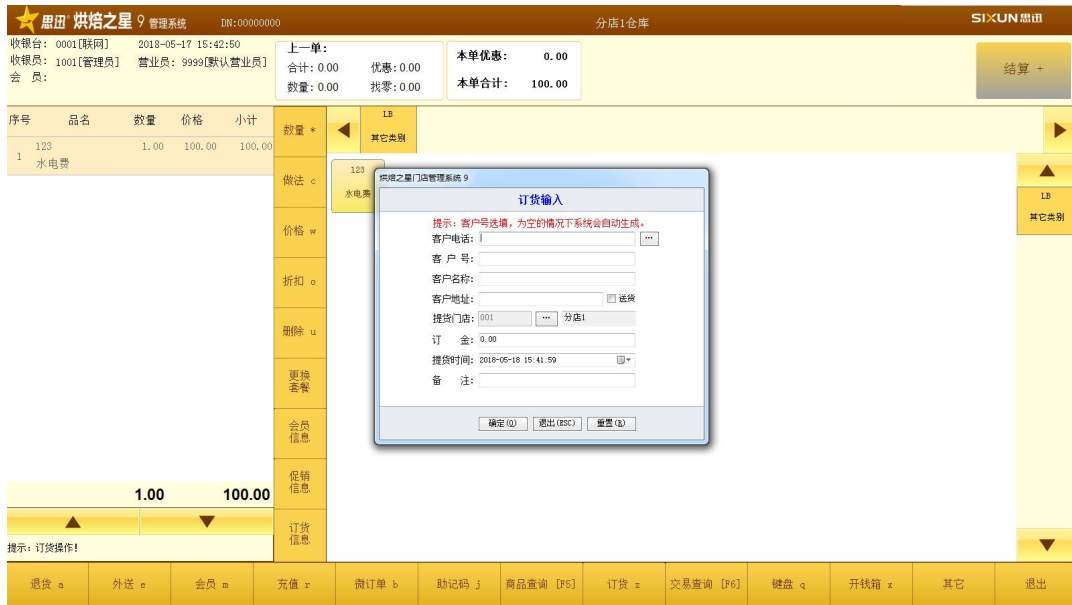 思迅 烘焙之星 9 管理系统 DN:00000000 分店1仓库 SIXUN 思迅
收银台: 0001[联网] 2018-05-17 15:42:50
收银员: 1001[管理员] 营业员: 9999[默认营业员]
会 员:
上一单:
合计: 0.00 优惠: 0.00
数量: 0.00 找零: 0.00
本单优惠: 0.00
本单合计: 100.00
结算 +
序号 品名 数量 价格 小计
1 123 1.00 100.00 100.00
水电费
1.00 100.00
提示: 订货操作!
数量 *
做法 c
价格 w
折扣 o
删除 u
更换
套餐
会员
信息
促销
信息
订货
信息
LB
其它类别
123
水电费
LB
其它类别
烘焙之星门店管理系统 9
订货输入
提示: 客户号选填, 为空的情况下系统会自动生成。
客户电话: ...
客 户 号:
客户名称:
客户地址: 送货
提货门店: 001 ... 分店1
订 金: 0.00
提货时间: 2018-05-18 15:41:59
备 注:
确定(O) 退出(ESC) 重置(R)
退货 a 外送 e 会员 m 充值 r 微订单 b 助记码 j 商品查询 [F5] 订货 z 交易查询 [F6] 键盘 q 开钱箱 x 其它 退出